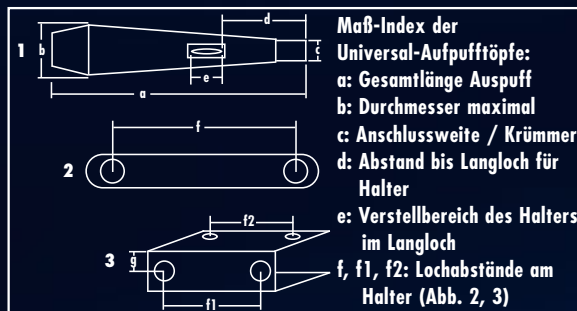 1
b
d
c
e
a
2
f
3
f2
g
f1
Maß-Index der
Universal-Aufpufftöpfe:
a: Gesamtlänge Auspuff
b: Durchmesser maximal
c: Anschlussweite / Krümmer
d: Abstand bis Langloch für
Halter
e: Verstellbereich des Halters
im Langloch
f, f1, f2: Lochabstände am
Halter (Abb. 2, 3)